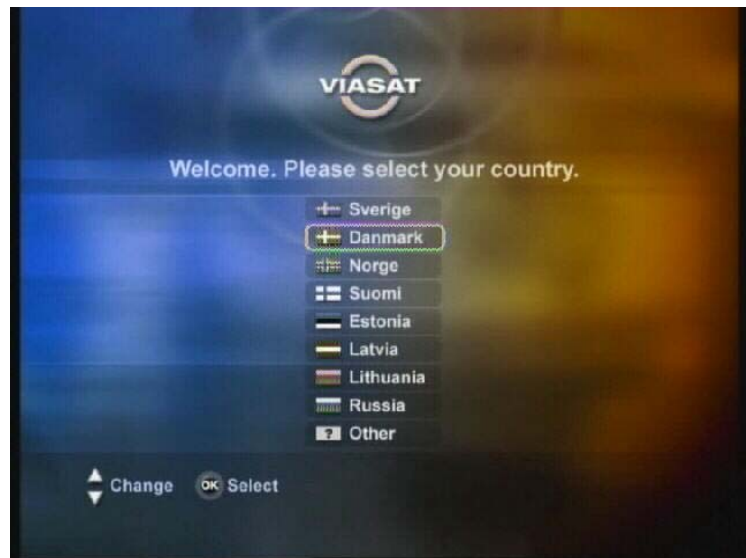 VIASAT
Welcome. Please select your country.
Sverige
Danmark
Norge
Suomi
Estonia
Latvia
Lithuania
Russia
? Other
Change OK Select